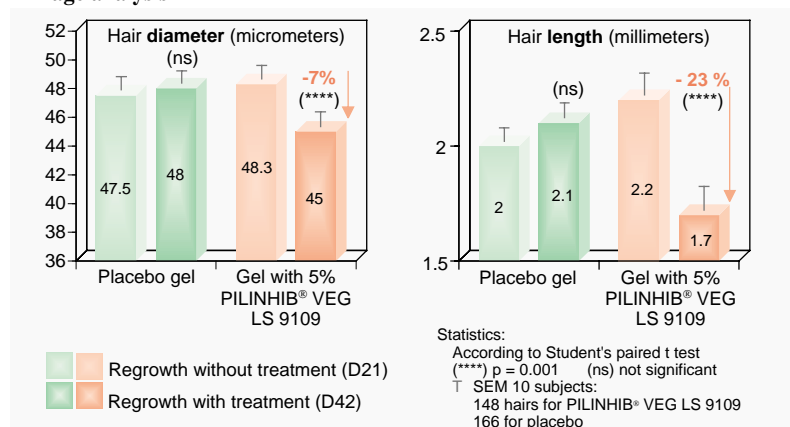 Hair diameter (micrometers)
52
50
48
46
44
42
40
38
36
(ns)
-7%
(****)
47.5
48
48.3
45
Placebo gel
Gel with 5%
PILINHIB® VEG
LS 9109
Hair length (millimeters)
2.5
2
1.5
(ns)
- 23 %
(****)
2
2.1
2.2
1.7
Placebo gel
Gel with 5%
PILINHIB® VEG
LS 9109
Regrowth without treatment (D21)
Regrowth with treatment (D42)
Statistics:
According to Student's paired t test
(****) p = 0.001 (ns) not significant
SEM 10 subjects:
148 hairs for PILINHIB® VEG LS 9109
166 for placebo